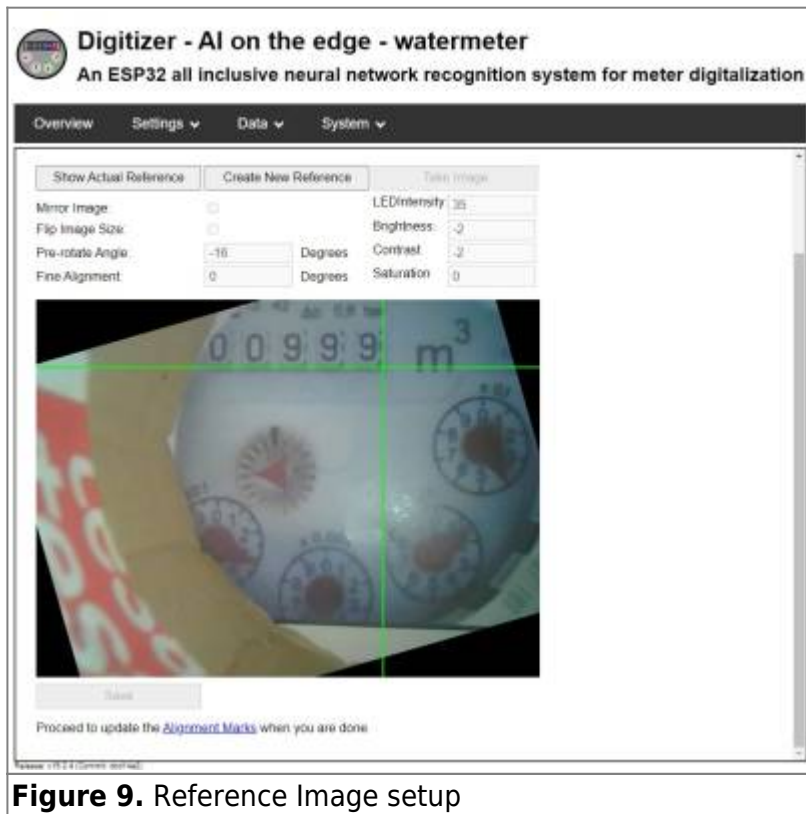 Digitizer - AI on the edge - watermeter
An ESP32 all inclusive neural network recognition system for meter digitalization
Overview Settings Data System
Show Actual Reference Create New Reference Take Image
Mirror Image: LEDIntensity 35
Flip Image Size: Brightness: -2
Pre-rotate Angle: -16 Degrees Contrast -2
Fine Alignment: 0 Degrees Saturation 0
0 0 9 9 9 m³
Save
Proceed to update the Alignment Marks when you are done
Figure 9. Reference Image setup